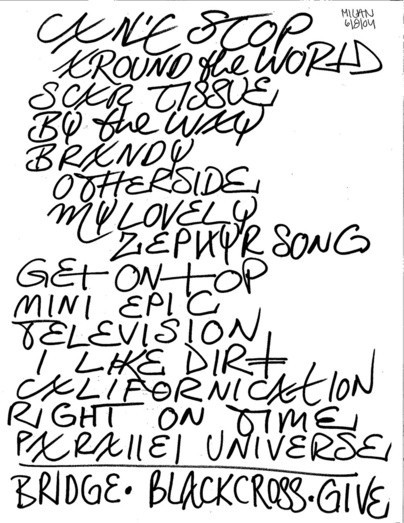 MILAN
6/8/04
CAN'T STOP
AROUND the WORLD
SCAR TISSUE
BY the WAY
BRANDY
OTHERSIDE
MY LOVELY
ZEPHYR SONG
GET ON TOP
MINI EPIC
TELEVISION
I LIKE DIRT
CALIFORNICATION
RIGHT ON TIME
PARALLEL UNIVERSE
BRIDGE • BLACKCROSS • GIVE